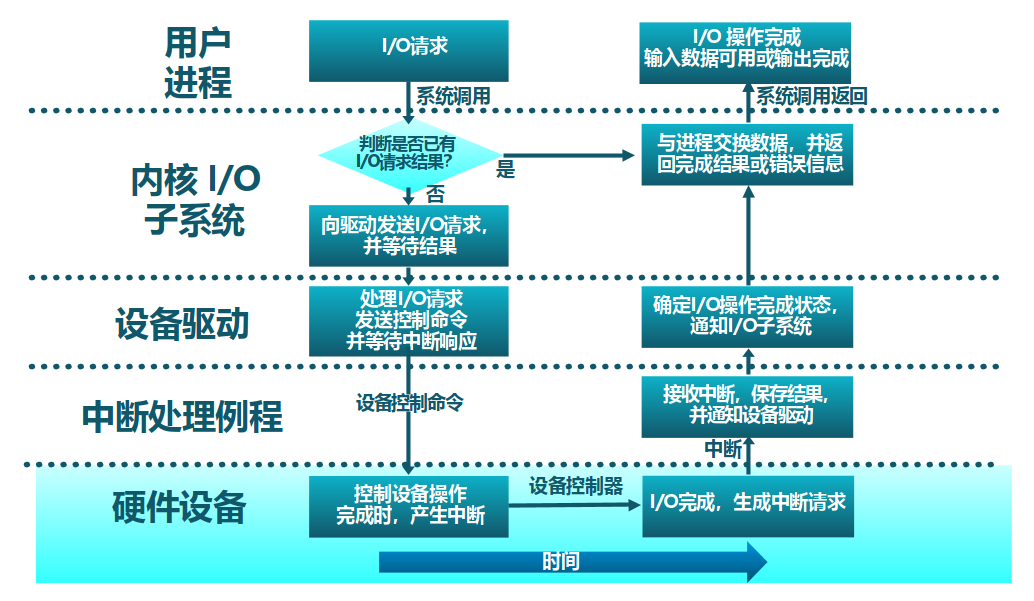 用户
进程
I/O请求
I/O 操作完成
输入数据可用或输出完成
系统调用
系统调用返回
内核 I/O
子系统
判断是否已有
I/O请求结果?
是
否
与进程交换数据，并返
回完成结果或错误信息
向驱动发送I/O请求，
并等待结果
设备驱动
处理I/O请求
发送控制命令
并等待中断响应
确定I/O操作完成状态，
通知I/O子系统
中断处理例程
设备控制命令
接收中断，保存结果，
并通知设备驱动
中断
硬件设备
控制设备操作
完成时，产生中断
设备控制器
I/O完成，生成中断请求
时间